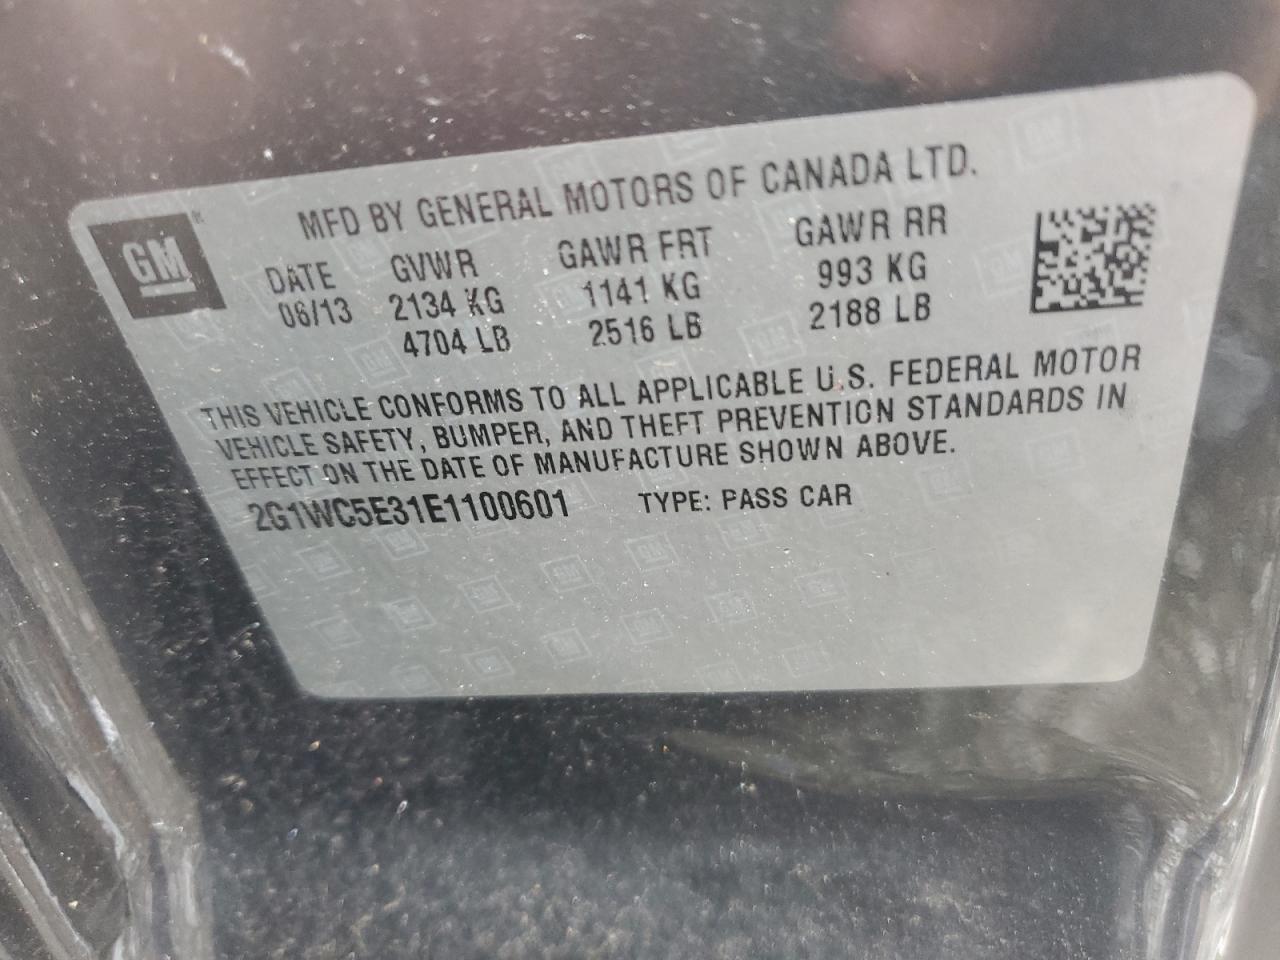 GM
MFD BY GENERAL MOTORS OF CANADA LTD.
DATE GVWR GAWR FRT GAWR RR
06/13 2134 KG 1141 KG 993 KG
4704 LB 2516 LB 2188 LB
THIS VEHICLE CONFORMS TO ALL APPLICABLE U.S. FEDERAL MOTOR
VEHICLE SAFETY, BUMPER, AND THEFT PREVENTION STANDARDS IN
EFFECT ON THE DATE OF MANUFACTURE SHOWN ABOVE.
2G1WC5E31E1100601 TYPE: PASS CAR